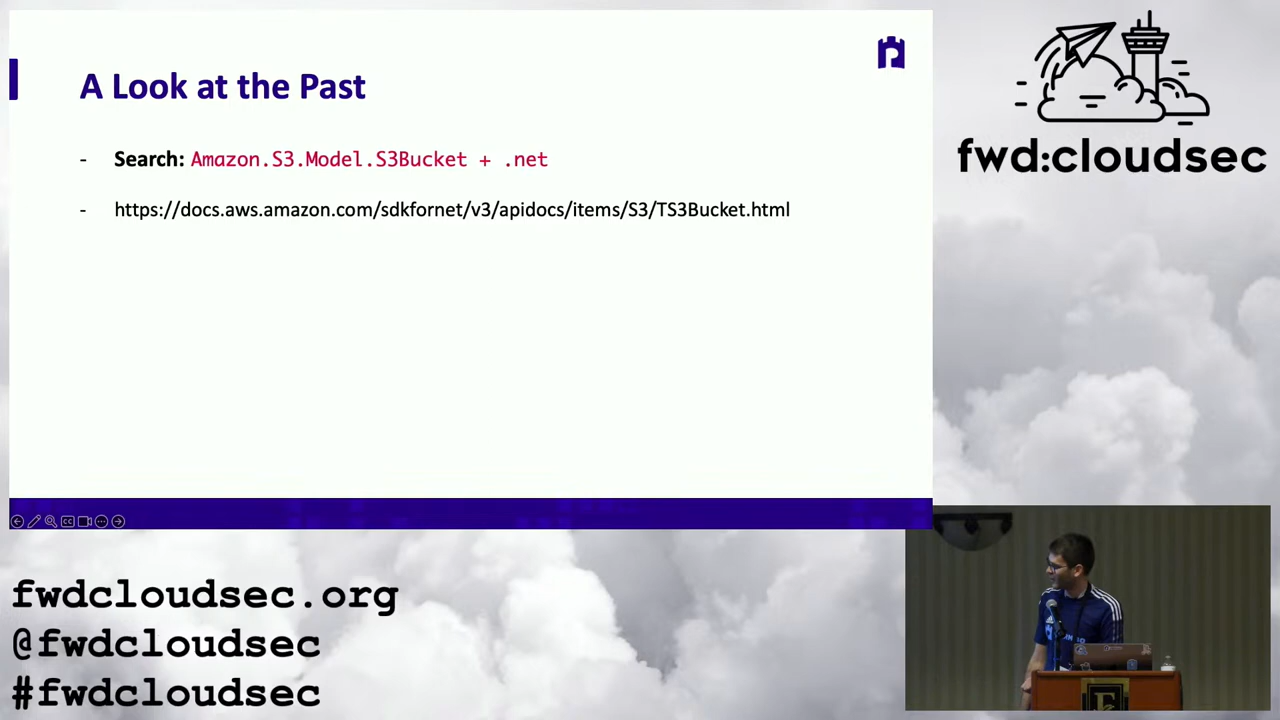 A Look at the Past
- Search: Amazon.S3.Model.S3Bucket + .net
- https://docs.aws.amazon.com/sdkfornet/v3/apidocs/items/S3/TS3Bucket.html
fwd:cloudsec
fwdcloudsec.org
@fwdcloudsec
#fwdcloudsec